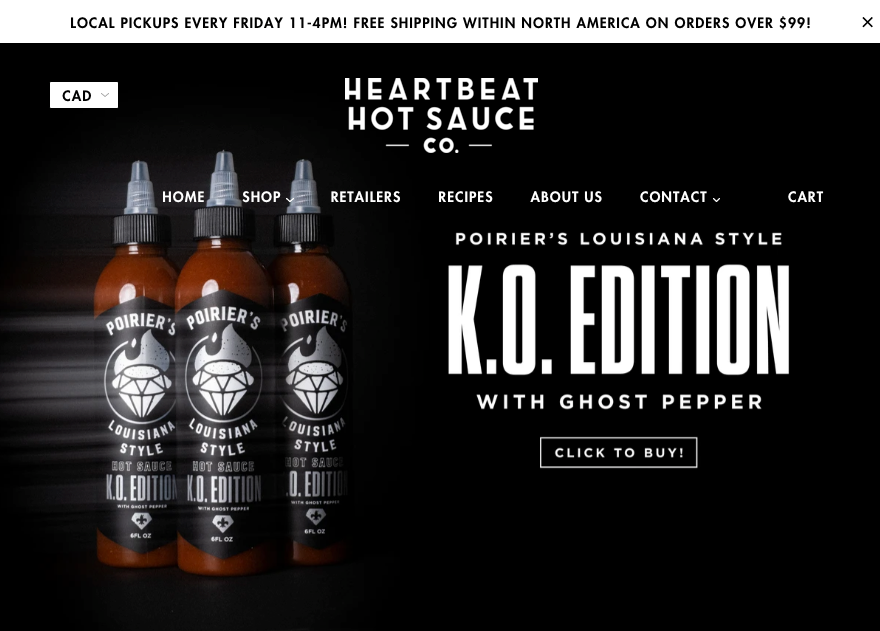 LOCAL PICKUPS EVERY FRIDAY 11-4PM! FREE SHIPPING WITHIN NORTH AMERICA ON ORDERS OVER $99!
CAD
HEARTBEAT
HOT SAUCE
CO.
HOME SHOP RETAILERS RECIPES ABOUT US CONTACT CART
POIRIER'S LOUISIANA STYLE
K.O. EDITION
WITH GHOST PEPPER
CLICK TO BUY!
POIRIER'S
LOUISIANA
STYLE
HOT SAUCE
K.O. EDITION
WITH GHOST PEPPER
6FL OZ
POIRIER'S
LOUISIANA
STYLE
HOT SAUCE
K.O. EDITION
WITH GHOST PEPPER
6FL OZ
POIRIER'S
LOUISIANA
STYLE
HOT SAUCE
.O. EDITION
WITH GHOST PEPPER
6FL OZ